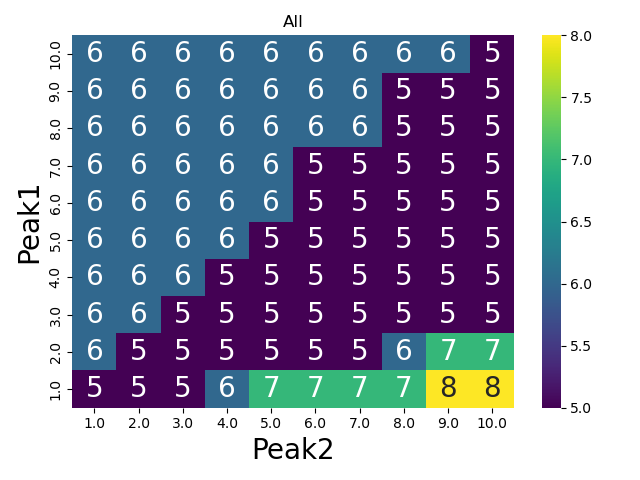 All
10.0 6 6 6 6 6 6 6 6 6 5
9.0 6 6 6 6 6 6 6 5 5 5
8.0 6 6 6 6 6 6 6 5 5 5
7.0 6 6 6 6 6 5 5 5 5 5
6.0 6 6 6 6 6 5 5 5 5 5
5.0 6 6 6 6 5 5 5 5 5 5
4.0 6 6 6 5 5 5 5 5 5 5
3.0 6 6 5 5 5 5 5 5 5 5
2.0 6 5 5 5 5 5 5 6 7 7
1.0 5 5 5 6 7 7 7 7 8 8
1.0 2.0 3.0 4.0 5.0 6.0 7.0 8.0 9.0 10.0
Peak1
Peak2
8.0
7.5
7.0
6.5
6.0
5.5
5.0